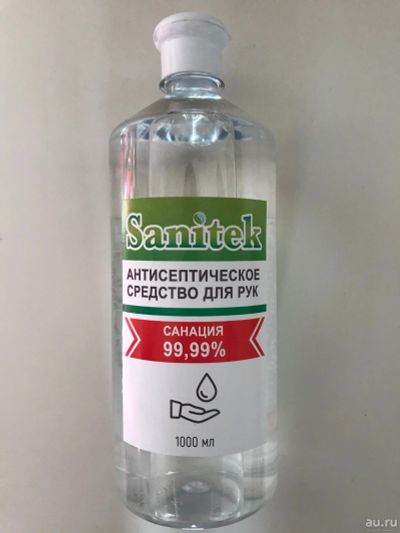 Sanitek
АНТИСЕПТИЧЕСКОЕ
СРЕДСТВО ДЛЯ РУК
САНАЦИЯ
99,99%
1000 мл
au.ru